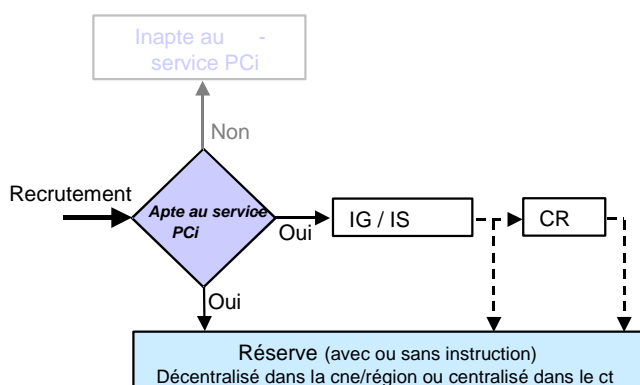 Inapte au -
service PCi
Non
Recrutement
Apte au service
PCi
Oui
IG / IS
CR
Oui
Réserve (avec ou sans instruction)
Décentralisé dans la cne/région ou centralisé dans le ct